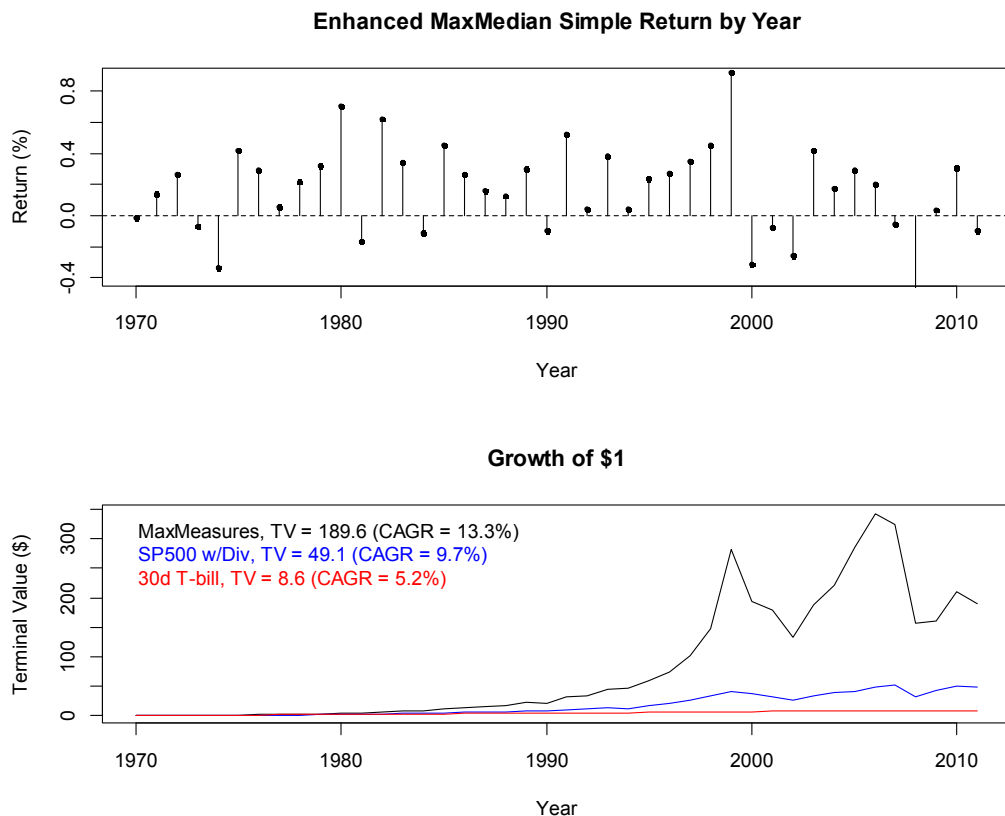 Enhanced MaxMedian Simple Return by Year
Return (%)
0.8
0.4
0.0
-0.4
1970 1980 1990 2000 2010
Year
Growth of $1
Terminal Value ($)
300
200
100
0
MaxMeasures, TV = 189.6 (CAGR = 13.3%)
SP500 w/Div, TV = 49.1 (CAGR = 9.7%)
30d T-bill, TV = 8.6 (CAGR = 5.2%)
1970 1980 1990 2000 2010
Year